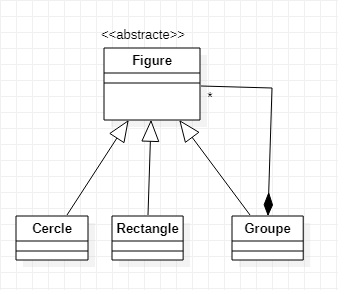 <<abstracte>>
Figure
*
Cercle
Rectangle
Groupe